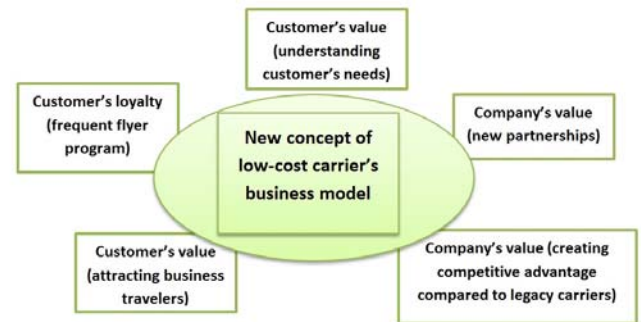 Customer's value
(understanding
customer's needs)
Customer's loyalty
(frequent flyer
program)
Company's value
(new partnerships)
New concept of
low-cost carrier's
business model
Customer's value
(attracting business
travelers)
Company's value (creating
competitive advantage
compared to legacy carriers)